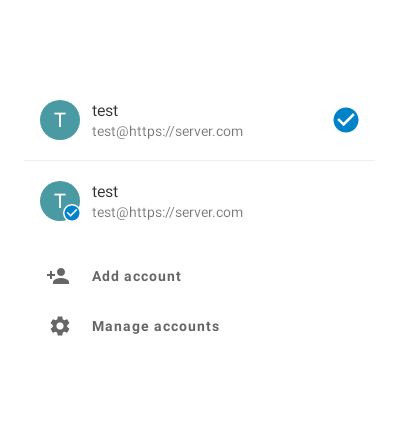 T
test
test@https://server.com
T
test
test@https://server.com
Add account
Manage accounts